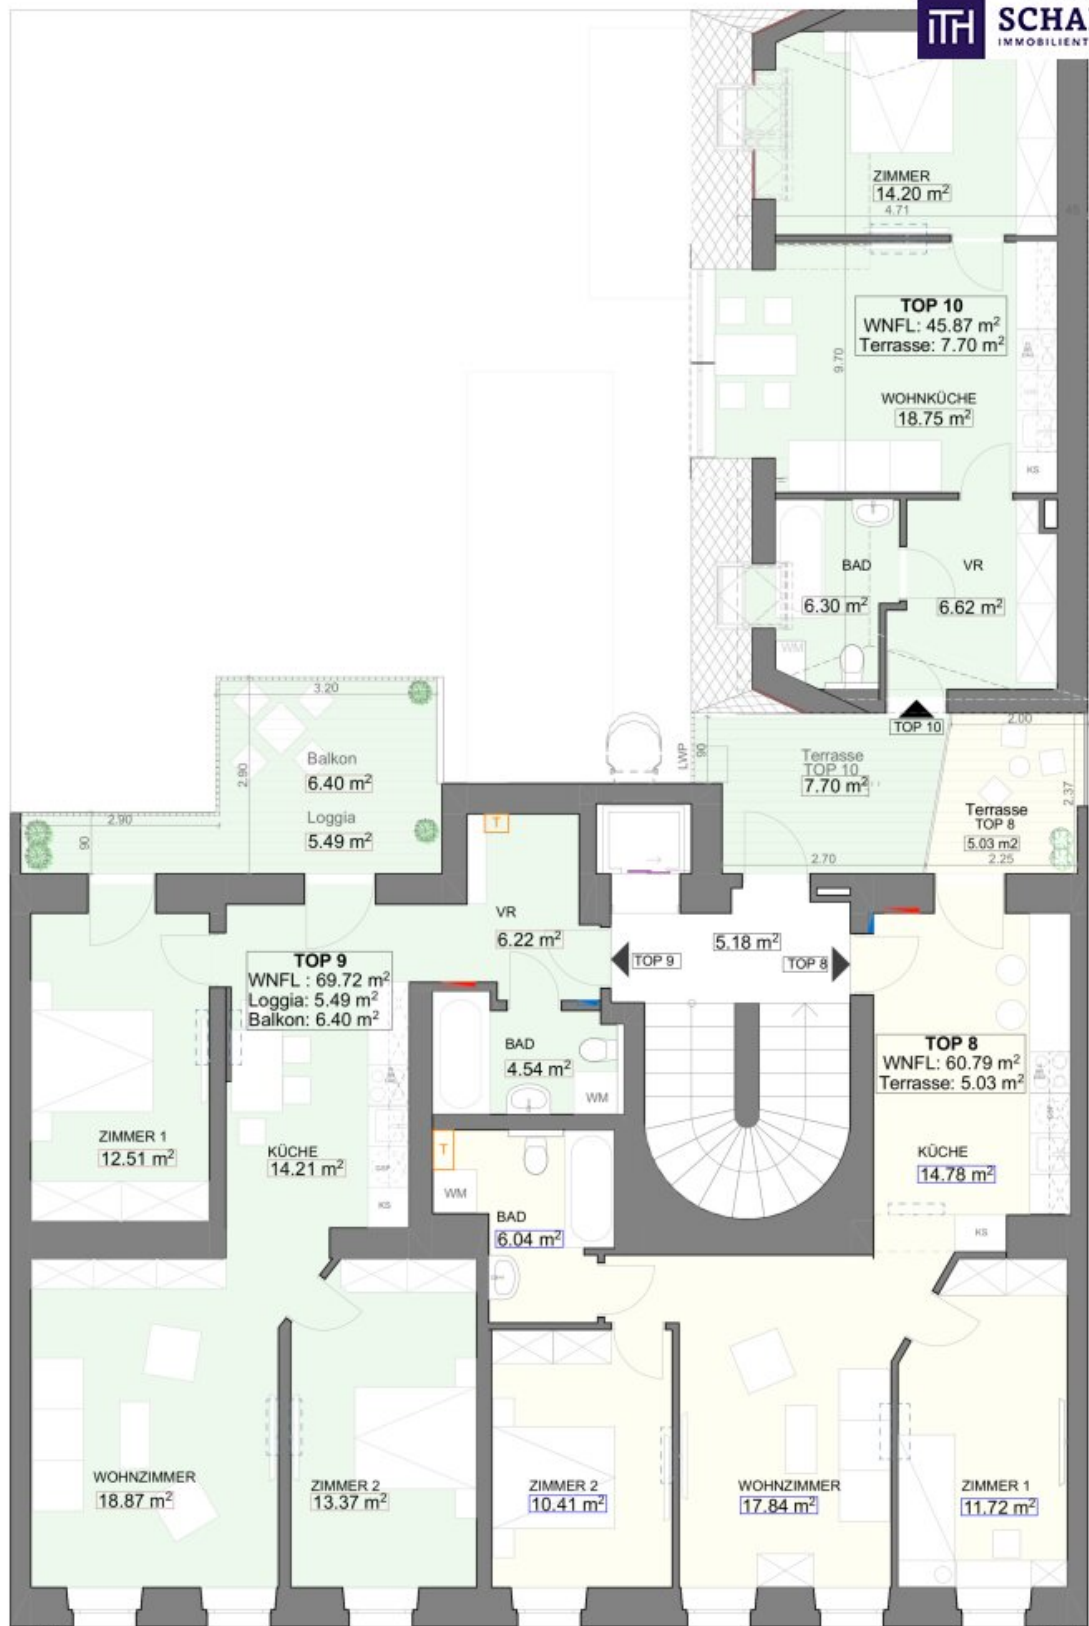 ITH SCHA
IMMOBILIENT
ZIMMER
14.20 m²
4.71
45
TOP 10
WNFL: 45.87 m²
Terrasse: 7.70 m²
9.70
WOHNKÜCHE
18.75 m²
KS
BAD
6.30 m²
VR
6.62 m²
WM
TOP 10
2.00
3.20
Balkon
6.40 m²
2.90
Loggia
5.49 m²
2.90
90
LWP
90
Terrasse
TOP 10
7.70 m²
2.37
Terrasse
TOP 8
5.03 m2
2.70
2.25
T
VR
6.22 m²
5.18 m²
TOP 9
TOP 8
TOP 9
WNFL : 69.72 m²
Loggia: 5.49 m²
Balkon: 6.40 m²
BAD
4.54 m²
WM
TOP 8
WNFL: 60.79 m²
Terrasse: 5.03 m²
ZIMMER 1
12.51 m²
KÜCHE
14.21 m²
GSP
KS
T
WM
BAD
6.04 m²
KÜCHE
14.78 m²
GSP
KS
WOHNZIMMER
18.87 m²
ZIMMER 2
13.37 m²
ZIMMER 2
10.41 m²
WOHNZIMMER
17.84 m²
ZIMMER 1
11.72 m²